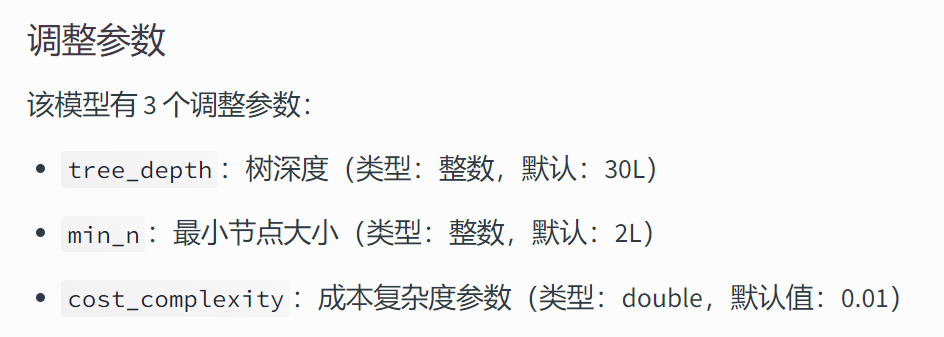 调整参数
该模型有 3 个调整参数：
• tree_depth：树深度（类型：整数，默认：30L）
• min_n：最小节点大小（类型：整数，默认：2L）
• cost_complexity：成本复杂度参数（类型：double，默认值：0.01）